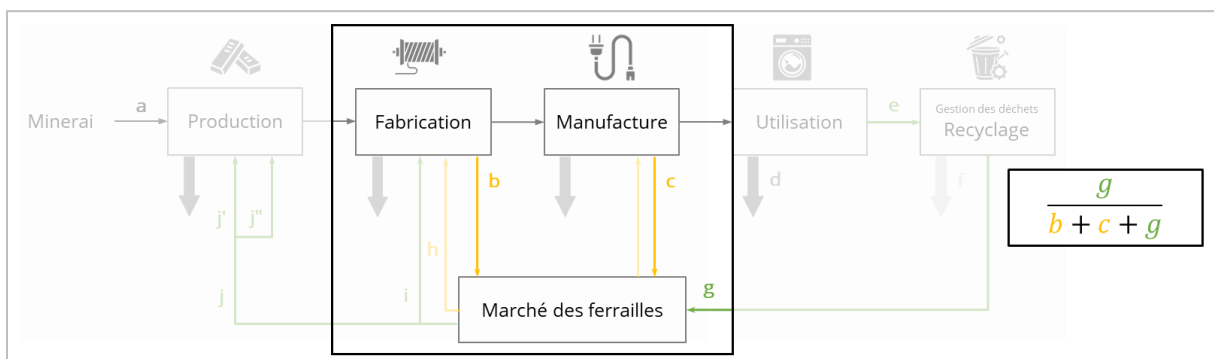 Minerai
a
Production
Fabrication
Manufacture
Utilisation
e
Gestion des déchets
Recyclage
b
c
d
f
j'
j"
h
g
b + c + g
j
i
g
Marché des ferrailles